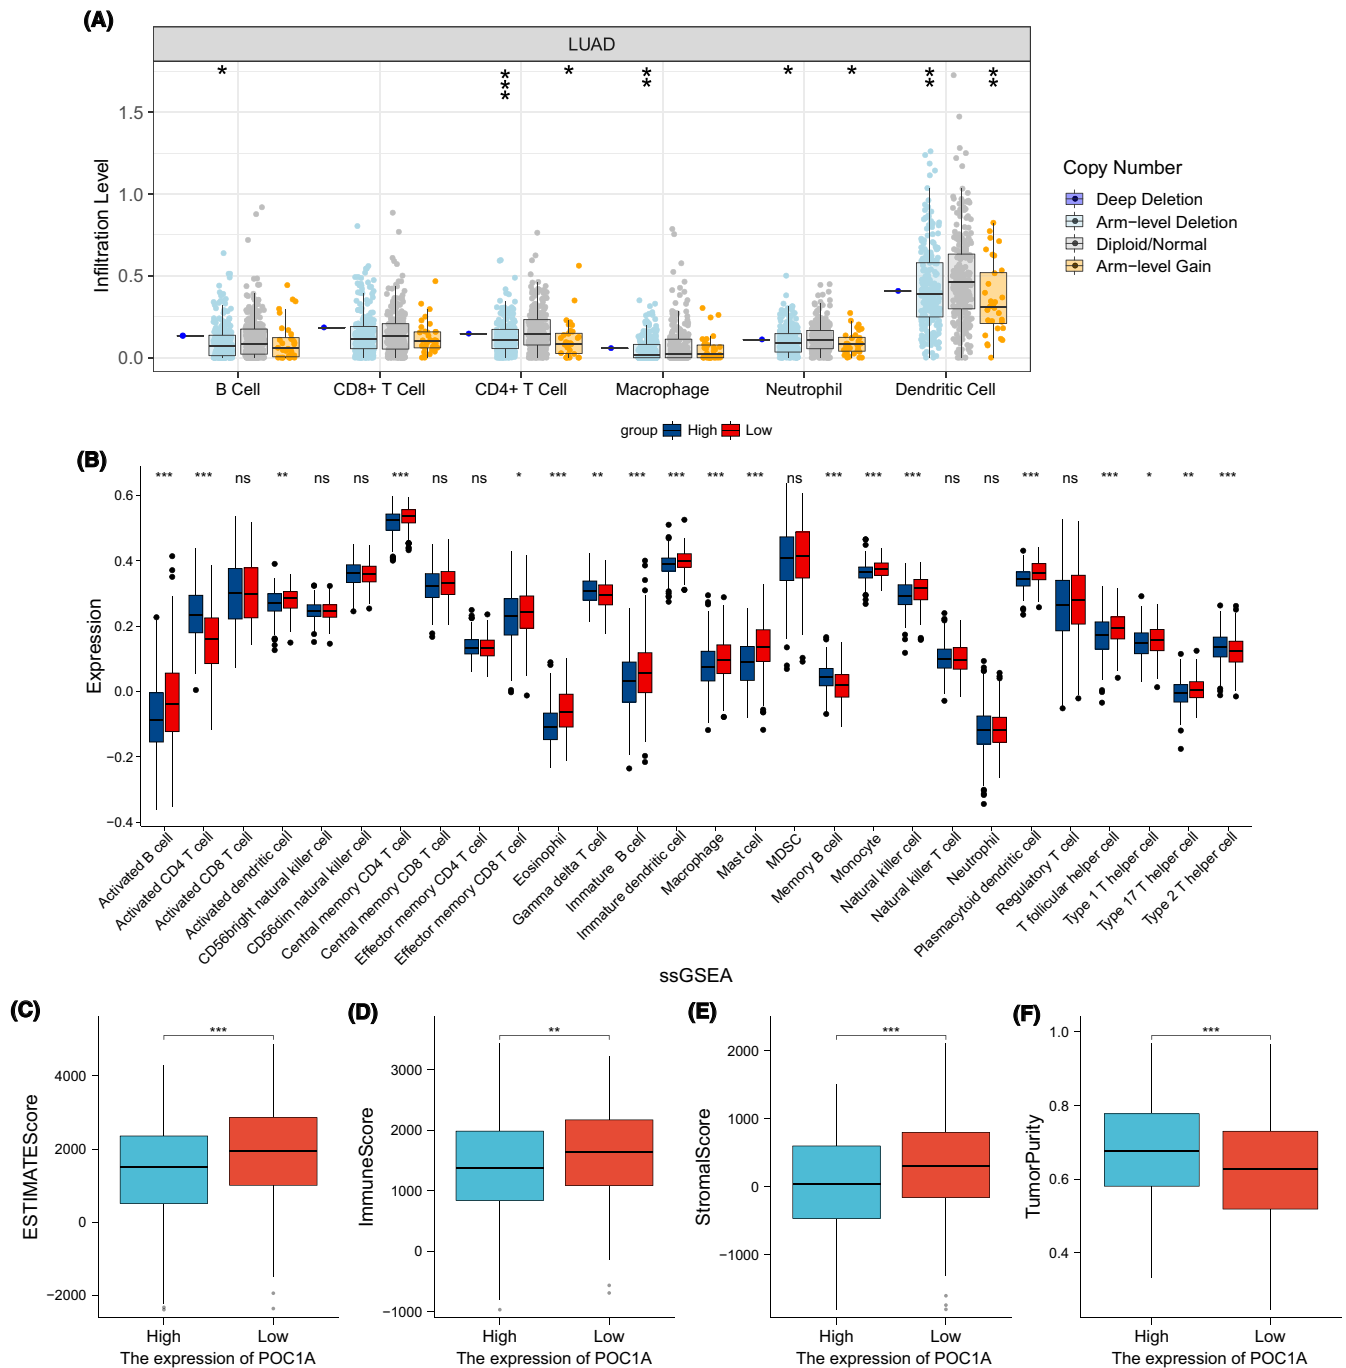 (A)
LUAD
* *** * ** * * ** **
Infiltration Level
1.5
1.0
0.5
0.0
B Cell CD8+ T Cell CD4+ T Cell Macrophage Neutrophil Dendritic Cell
Copy Number
Deep Deletion
Arm−level Deletion
Diploid/Normal
Arm−level Gain
group High Low
(B)
*** *** ns ** ns ns *** ns ns * *** ** *** *** *** *** ns *** *** *** ns ns *** ns *** * ** ***
Expression
0.6
0.4
0.2
0.0
−0.2
−0.4
Activated B cell
Activated CD4 T cell
Activated CD8 T cell
Activated dendritic cell
CD56bright natural killer cell
CD56dim natural killer cell
Central memory CD4 T cell
Central memory CD8 T cell
Effector memory CD4 T cell
Effector memory CD8 T cell
Eosinophil
Gamma delta T cell
Immature  B cell
Immature dendritic cell
Macrophage
Mast cell
MDSC
Memory B cell
Monocyte
Natural killer cell
Natural killer T cell
Neutrophil
Plasmacytoid dendritic cell
Regulatory T cell
T follicular helper cell
Type 1 T helper cell
Type 17 T helper cell
Type 2 T helper cell
ssGSEA
(C)
***
ESTIMATEScore
4000
2000
0
−2000
High Low
The expression of POC1A
(D)
**
ImmuneScore
3000
2000
1000
0
−1000
High Low
The expression of POC1A
(E)
***
StromalScore
2000
1000
0
−1000
High Low
The expression of POC1A
(F)
***
TumorPurity
1.0
0.8
0.6
0.4
High Low
The expression of POC1A